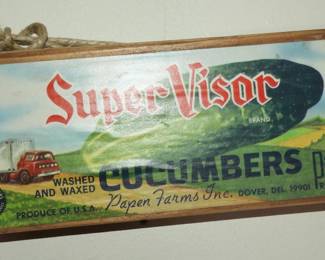 Super Visor
BRAND
WASHED
AND WAXED
CUCUMBERS
Papen Farms Inc. DOVER, DEL. 19901
PRODUCE OF U.S.A.